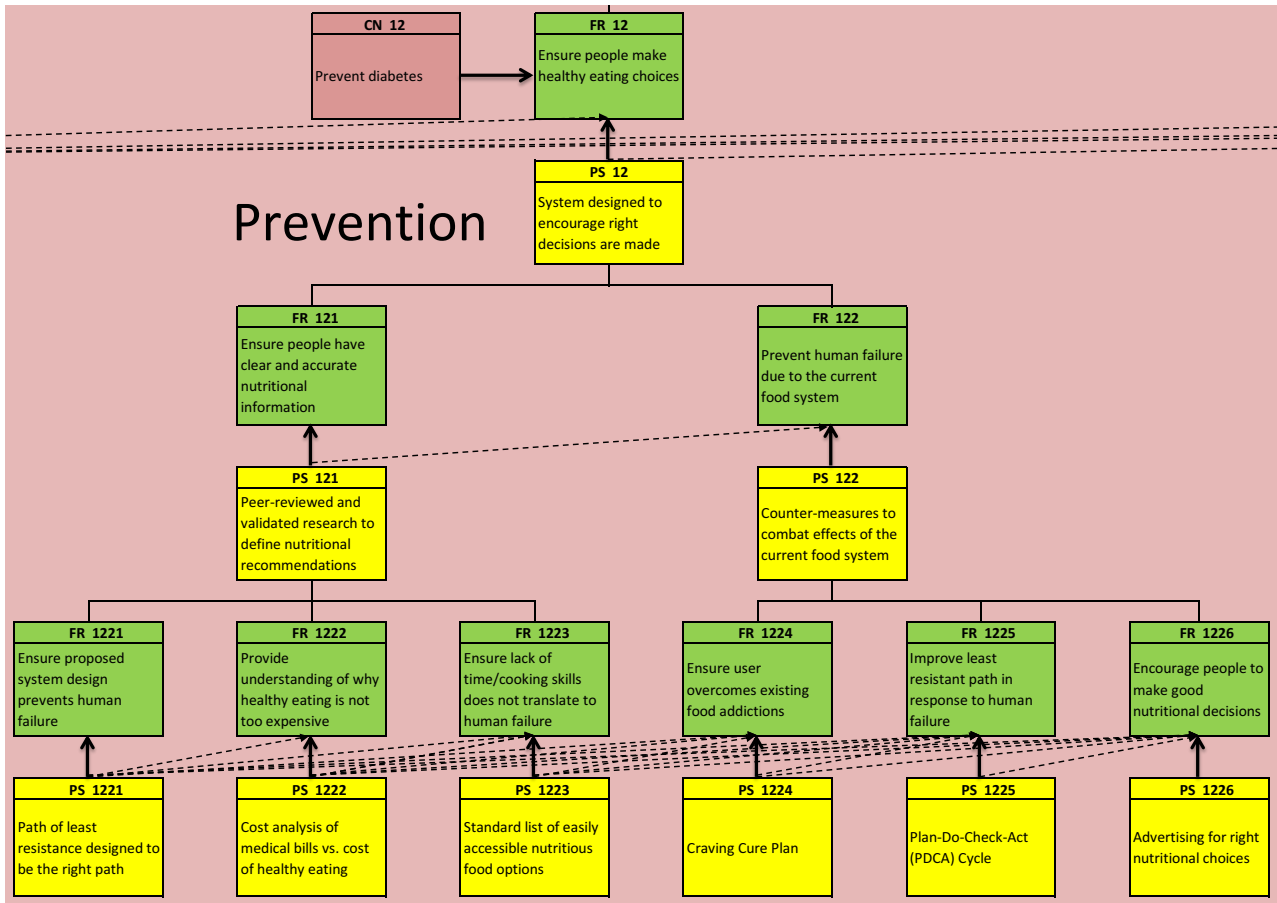 CN 12
Prevent diabetes
FR 12
Ensure people make
healthy eating choices
PS 12
System designed to
encourage right
decisions are made
Prevention
FR 121
Ensure people have
clear and accurate
nutritional
information
FR 122
Prevent human failure
due to the current
food system
PS 121
Peer-reviewed and
validated research to
define nutritional
recommendations
PS 122
Counter-measures to
combat effects of the
current food system
FR 1221
Ensure proposed
system design
prevents human
failure
FR 1222
Provide
understanding of why
healthy eating is not
too expensive
FR 1223
Ensure lack of
time/cooking skills
does not translate to
human failure
FR 1224
Ensure user
overcomes existing
food addictions
FR 1225
Improve least
resistant path in
response to human
failure
FR 1226
Encourage people to
make good
nutritional decisions
PS 1221
Path of least
resistance designed to
be the right path
PS 1222
Cost analysis of
medical bills vs. cost
of healthy eating
PS 1223
Standard list of easily
accessible nutritious
food options
PS 1224
Craving Cure Plan
PS 1225
Plan-Do-Check-Act
(PDCA) Cycle
PS 1226
Advertising for right
nutritional choices